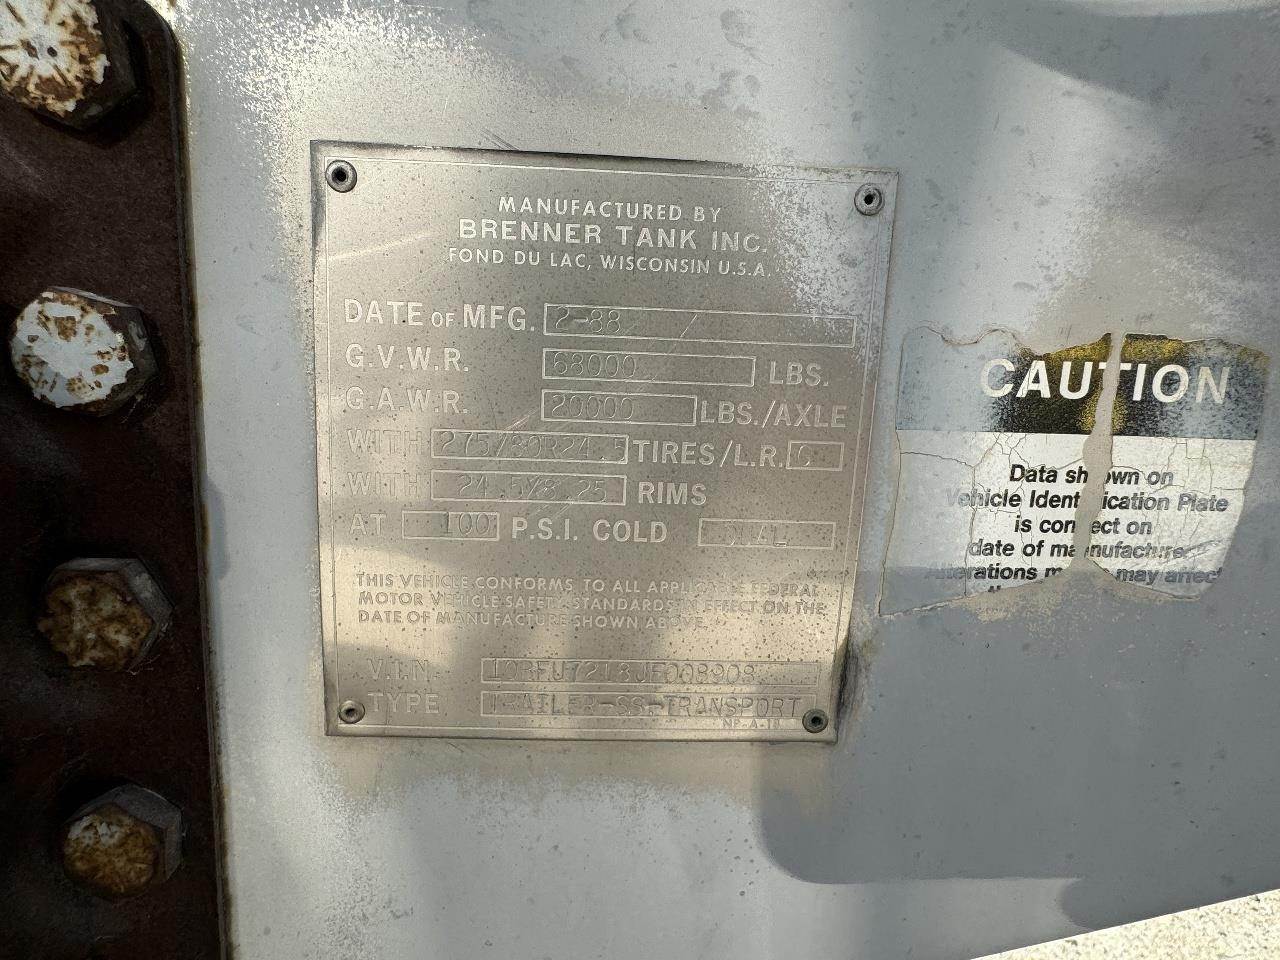 MANUFACTURED BY
BRENNER TANK INC.
FOND DU LAC, WISCONSIN U.S.A.
DATE OF MFG. 2-88 /
G.V.W.R. 68000 LBS.
G.A.W.R. 20000 LBS./AXLE
WITH 275/80R24.5 TIRES/L.R. G
WITH 24.5X8.25 RIMS
AT 100 P.S.I. COLD DUAL
THIS VEHICLE CONFORMS TO ALL APPLICABLE FEDERAL
MOTOR VEHICLE SAFETY STANDARDS IN EFFECT ON THE
DATE OF MANUFACTURE SHOWN ABOVE.
V.I.N.
TYPE TRAILER-SS-TRANSPORT
CAUTION
Data shown on
Vehicle Identification Plate
is correct on
date of manufacture.
Alterations may affect